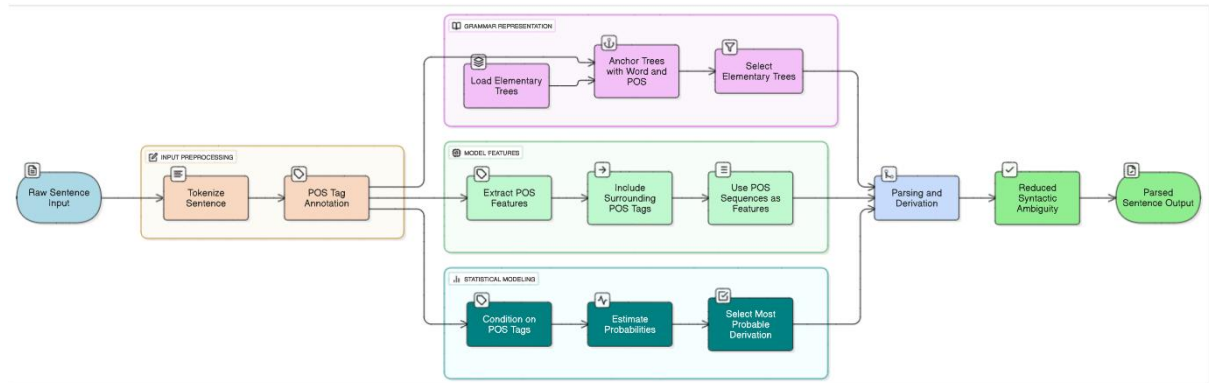 GRAMMAR REPRESENTATION
Load Elementary
Trees
Anchor Trees
with Word and
POS
Select
Elementary Trees
Raw Sentence
Input
INPUT PREPROCESSING
Tokenize
Sentence
POS Tag
Annotation
MODEL FEATURES
Extract POS
Features
Include
Surrounding
POS Tags
Use POS
Sequences as
Features
STATISTICAL MODELING
Condition on
POS Tags
Estimate
Probabilities
Select Most
Probable
Derivation
Parsing and
Derivation
Reduced
Syntactic
Ambiguity
Parsed
Sentence Output